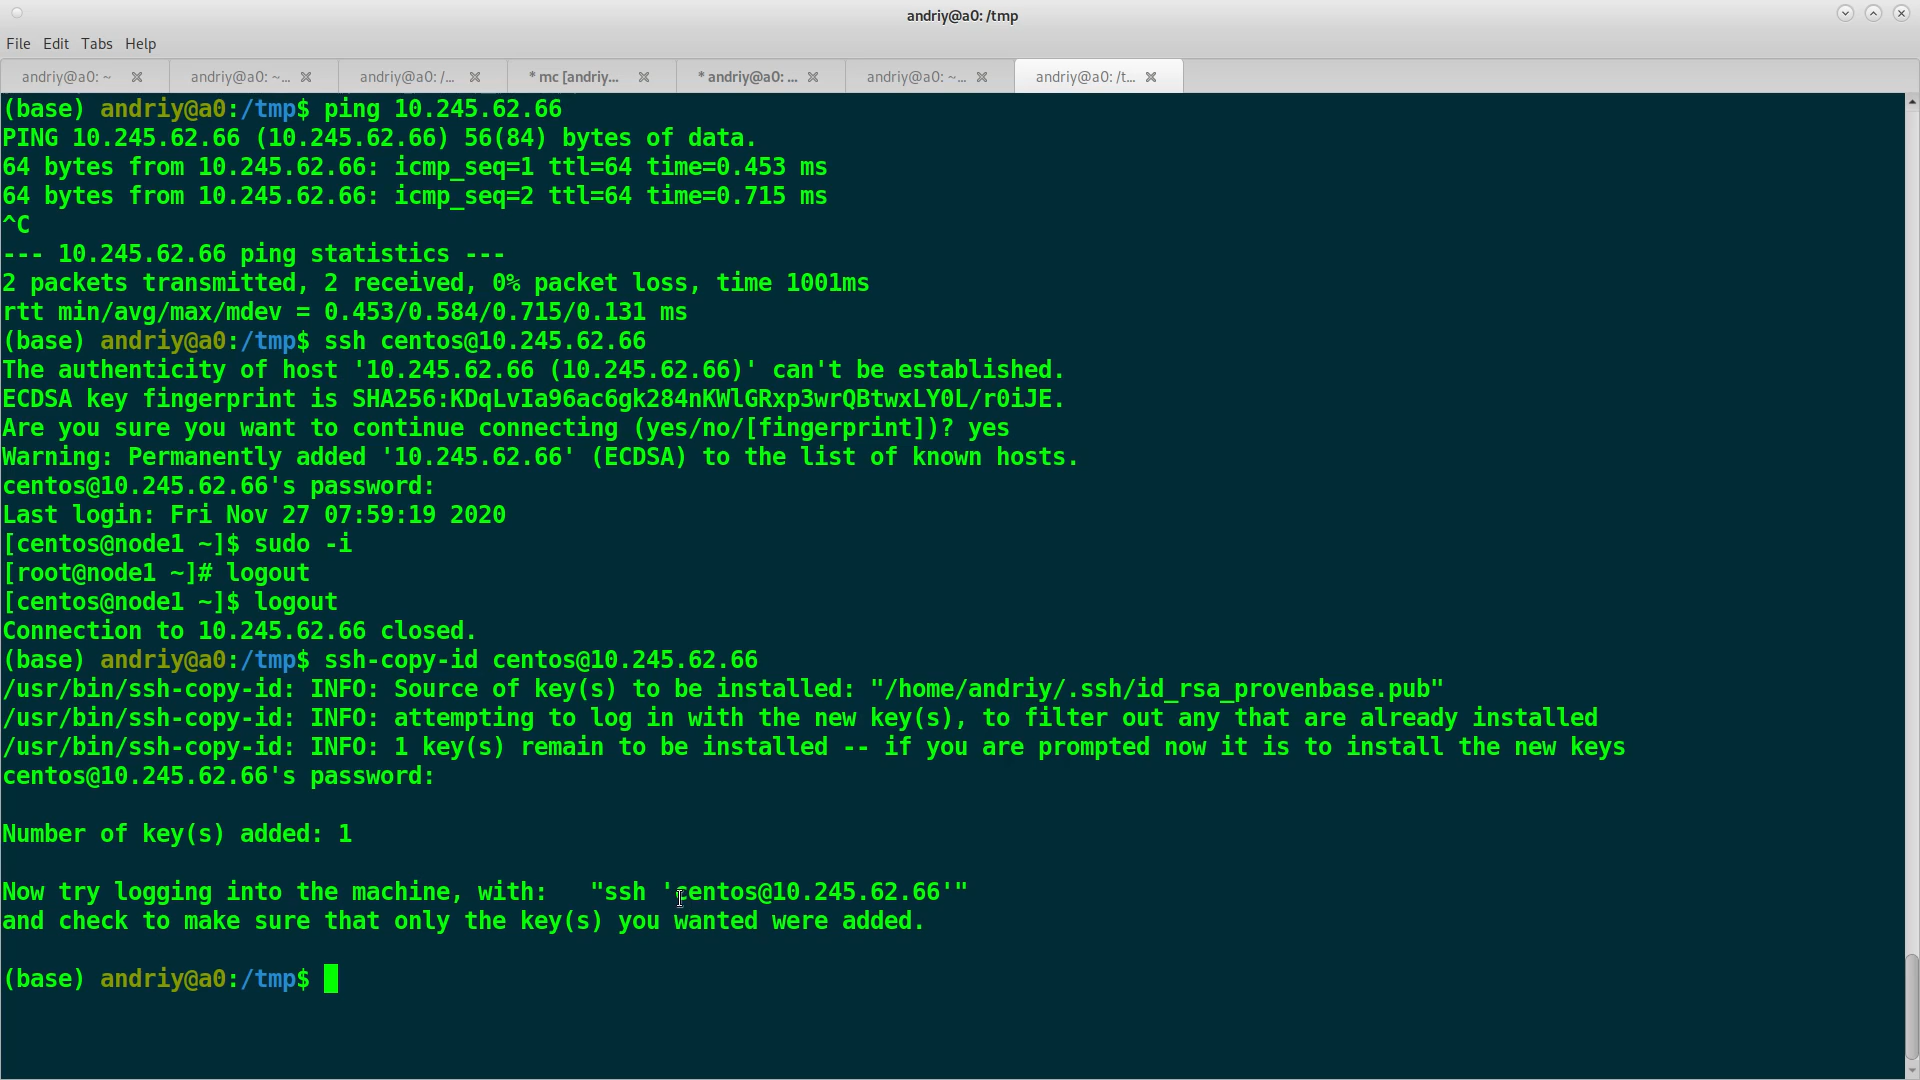 andriy@a0: /tmp
File Edit Tabs Help
andriy@a0: ~ andriy@a0: ~... andriy@a0: /... * mc [andriy... * andriy@a0: ... andriy@a0: ~... andriy@a0: /t...
(base) andriy@a0:/tmp$ ping 10.245.62.66
PING 10.245.62.66 (10.245.62.66) 56(84) bytes of data.
64 bytes from 10.245.62.66: icmp_seq=1 ttl=64 time=0.453 ms
64 bytes from 10.245.62.66: icmp_seq=2 ttl=64 time=0.715 ms
^C
--- 10.245.62.66 ping statistics ---
2 packets transmitted, 2 received, 0% packet loss, time 1001ms
rtt min/avg/max/mdev = 0.453/0.584/0.715/0.131 ms
(base) andriy@a0:/tmp$ ssh centos@10.245.62.66
The authenticity of host '10.245.62.66 (10.245.62.66)' can't be established.
ECDSA key fingerprint is SHA256:KDqLvIa96ac6gk284nKWlGRxp3wrQBtwxLY0L/r0iJE.
Are you sure you want to continue connecting (yes/no/[fingerprint])? yes
Warning: Permanently added '10.245.62.66' (ECDSA) to the list of known hosts.
centos@10.245.62.66's password:
Last login: Fri Nov 27 07:59:19 2020
[centos@node1 ~]$ sudo -i
[root@node1 ~]# logout
[centos@node1 ~]$ logout
Connection to 10.245.62.66 closed.
(base) andriy@a0:/tmp$ ssh-copy-id centos@10.245.62.66
/usr/bin/ssh-copy-id: INFO: Source of key(s) to be installed: "/home/andriy/.ssh/id_rsa_provenbase.pub"
/usr/bin/ssh-copy-id: INFO: attempting to log in with the new key(s), to filter out any that are already installed
/usr/bin/ssh-copy-id: INFO: 1 key(s) remain to be installed -- if you are prompted now it is to install the new keys
centos@10.245.62.66's password:
Number of key(s) added: 1
Now try logging into the machine, with:   "ssh 'centos@10.245.62.66'"
and check to make sure that only the key(s) you wanted were added.
(base) andriy@a0:/tmp$